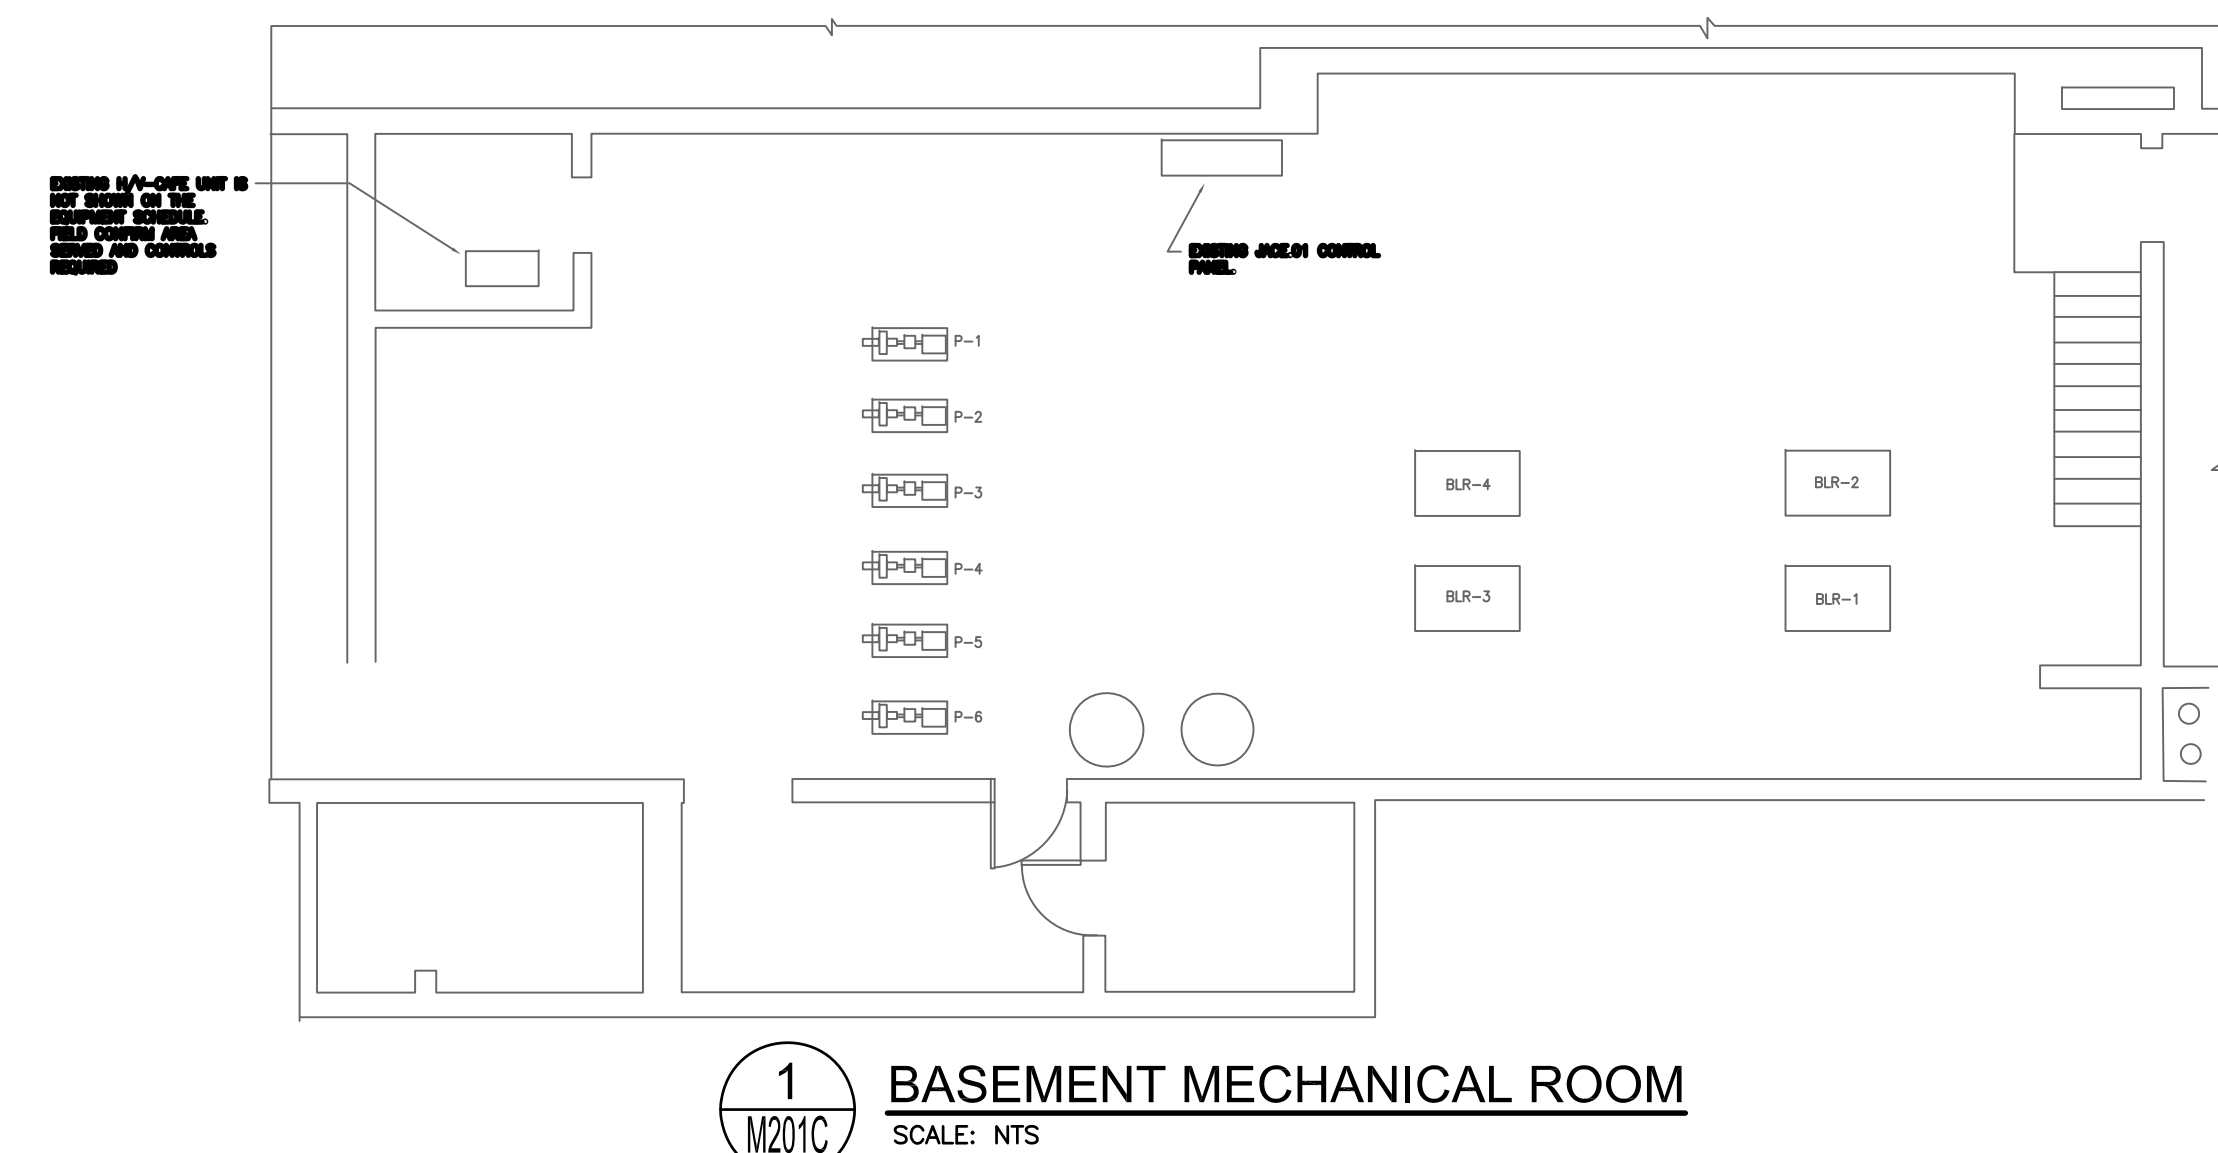 EXISTING H/V-CAFE UNIT IS
NOT SHOWN ON THE
EQUIPMENT SCHEDULE.
FIELD CONFIRM AREA
SERVED AND CONTROLS
REQUIRED
EXISTING JACE01 CONTROL
PANEL.
P-1
P-2
P-3
P-4
P-5
P-6
BLR-4
BLR-2
BLR-3
BLR-1
1
M201C
BASEMENT MECHANICAL ROOM
SCALE: NTS